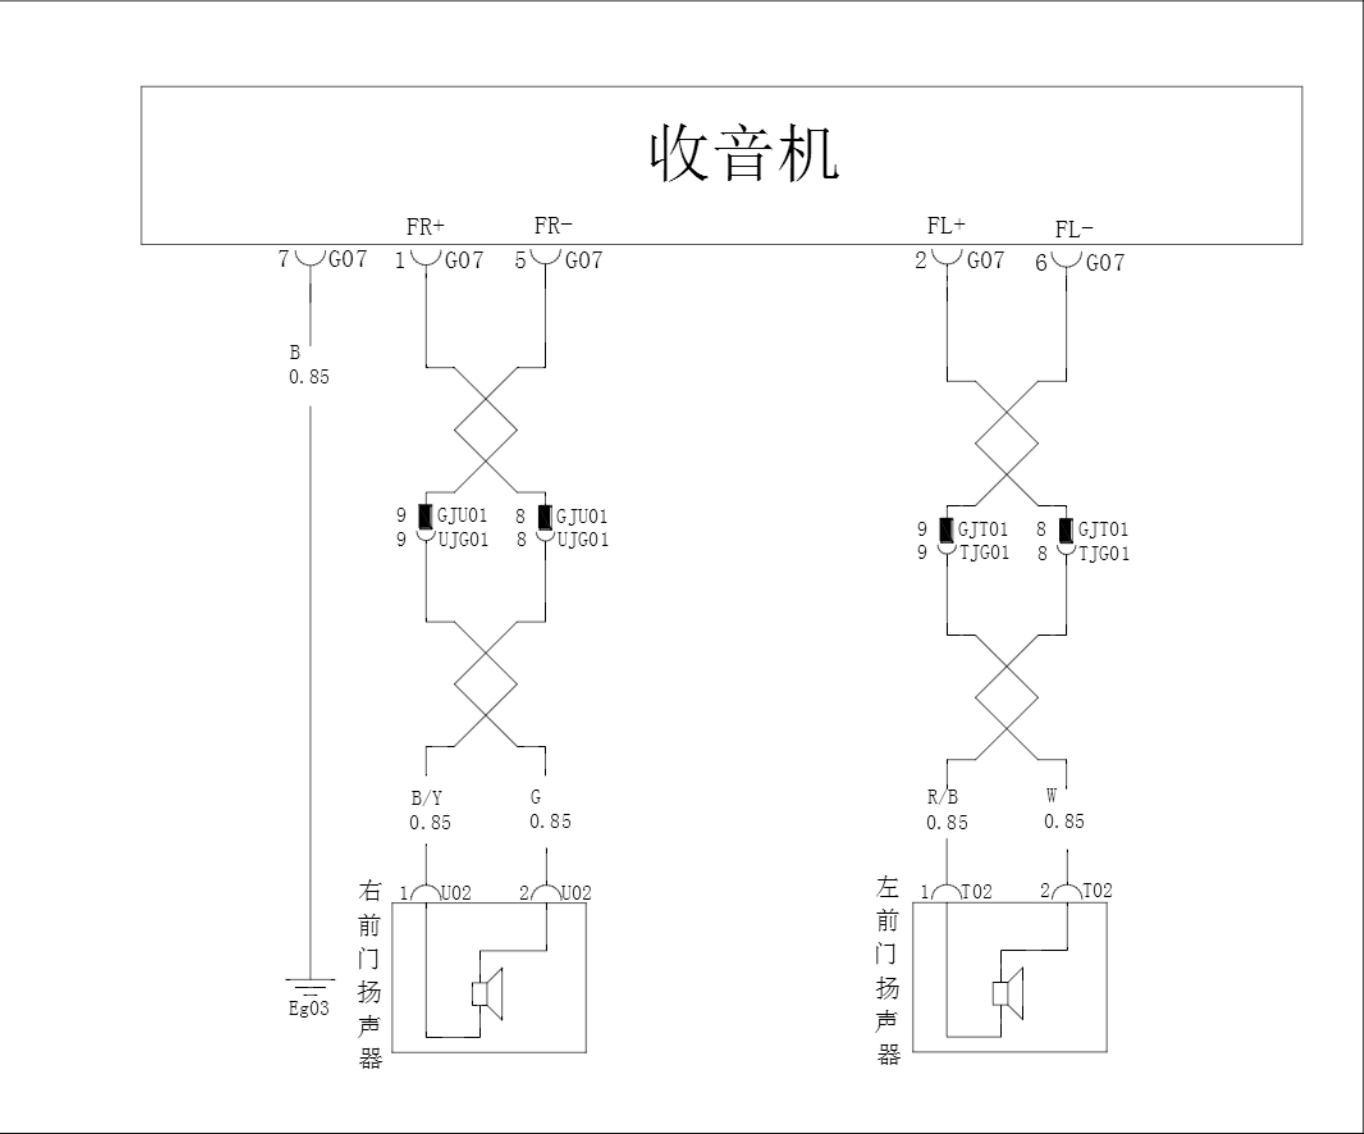 收音机
FR+ FR- FL+ FL-
7 G07 1 G07 5 G07 2 G07 6 G07
B
0.85
9 GJU01 8 GJU01 9 GJT01 8 GJT01
9 UJG01 8 UJG01 9 TJG01 8 TJG01
B/Y G R/B W
0.85 0.85 0.85 0.85
1 U02 2 U02 1 T02 2 T02
右前门扬声器
左前门扬声器
Eg03